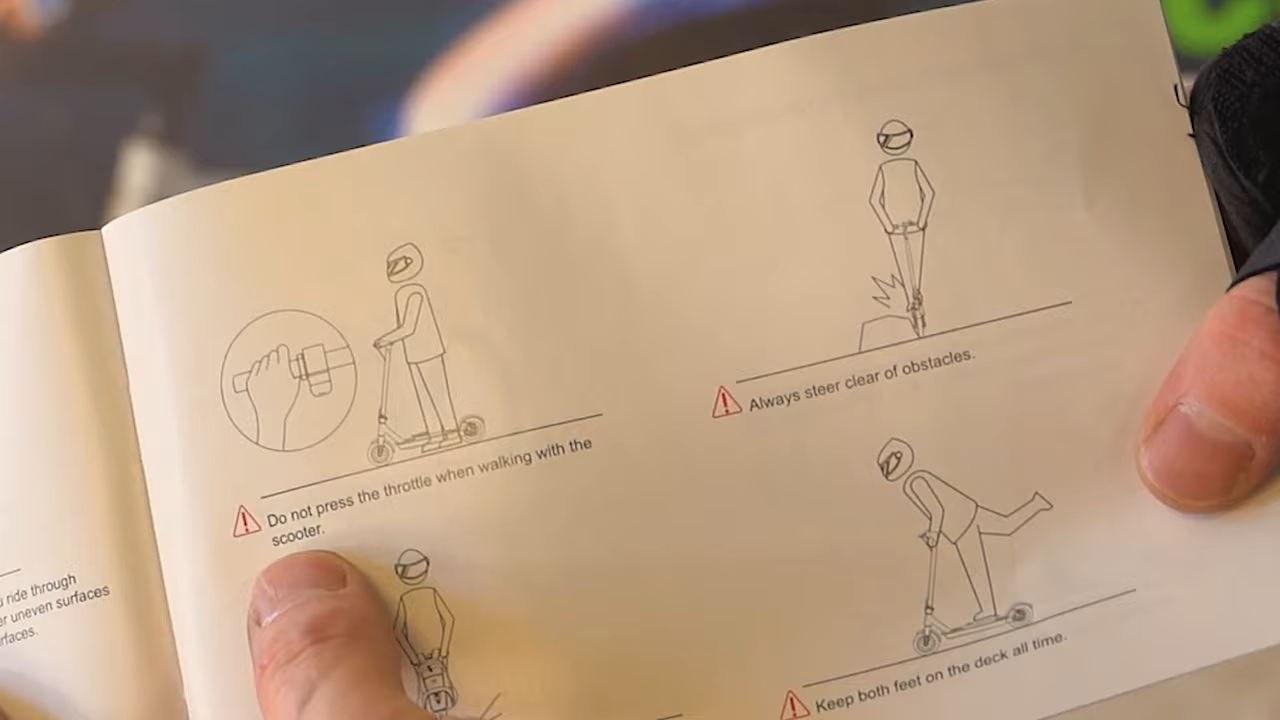 u ride through
er uneven surfaces
rfaces.
Do not press the throttle when walking with the
scooter.
Always steer clear of obstacles.
Keep both feet on the deck all time.